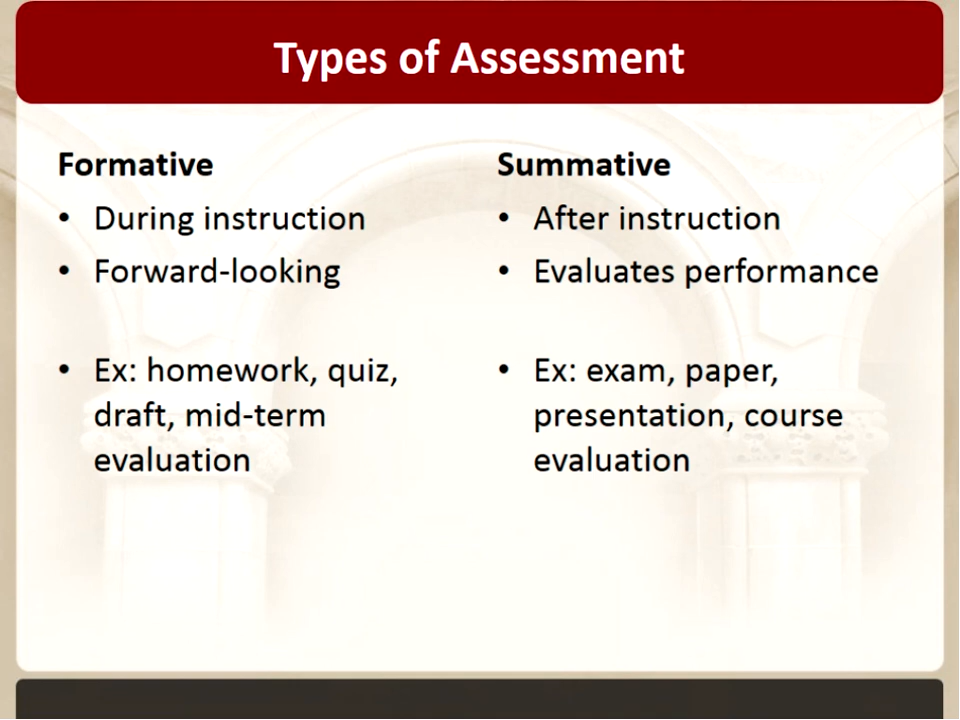 Types of Assessment
Formative
• During instruction
• Forward-looking
• Ex: homework, quiz,
draft, mid-term
evaluation
Summative
• After instruction
• Evaluates performance
• Ex: exam, paper,
presentation, course
evaluation